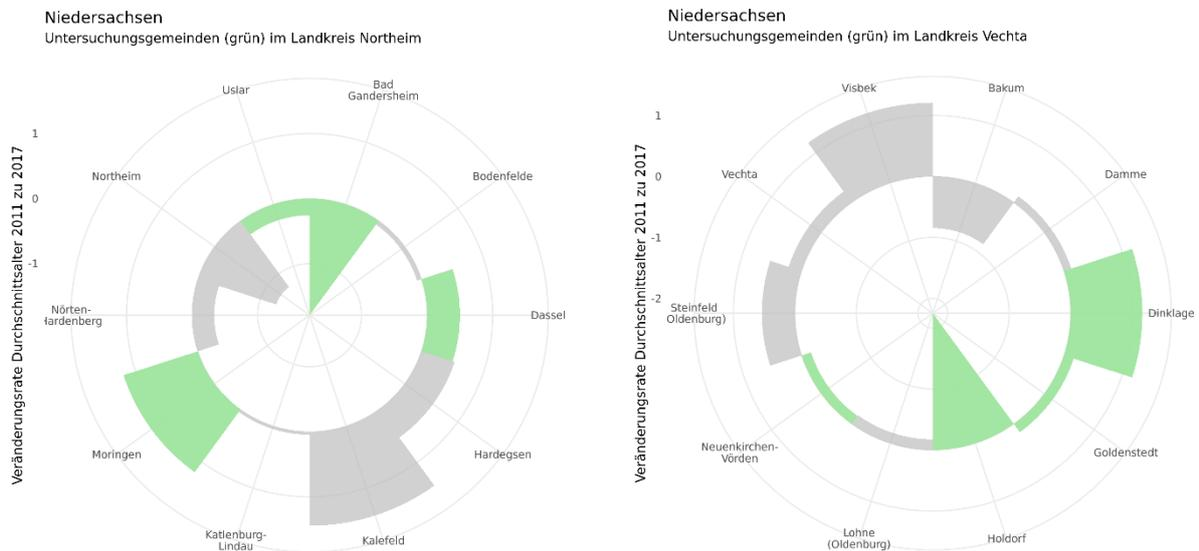 Niedersachsen
Untersuchungsgemeinden (grün) im Landkreis Northeim
Veränderungsrate Durchschnittsalter 2011 zu 2017
1
0
-1
Uslar
Bad
Gandersheim
Northeim
Bodenfelde
Nörten-
Hardenberg
Dassel
Moringen
Hardegsen
Katlenburg-
Lindau
Kalefeld
Niedersachsen
Untersuchungsgemeinden (grün) im Landkreis Vechta
Veränderungsrate Durchschnittsalter 2011 zu 2017
1
0
-1
-2
Visbek
Bakum
Vechta
Damme
Steinfeld
Oldenburg)
Dinklage
Neuenkirchen-
Vörden
Goldenstedt
Lohne
(Oldenburg)
Holdorf